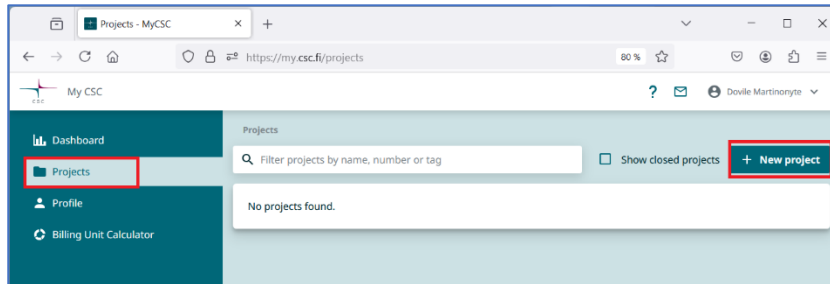 Projects - MyCSC
https://my.csc.fi/projects
80 %
CSC
My CSC
?
Dovile Martinonyte
Dashboard
Projects
Profile
Billing Unit Calculator
Projects
Filter projects by name, number or tag
Show closed projects
+ New project
No projects found.